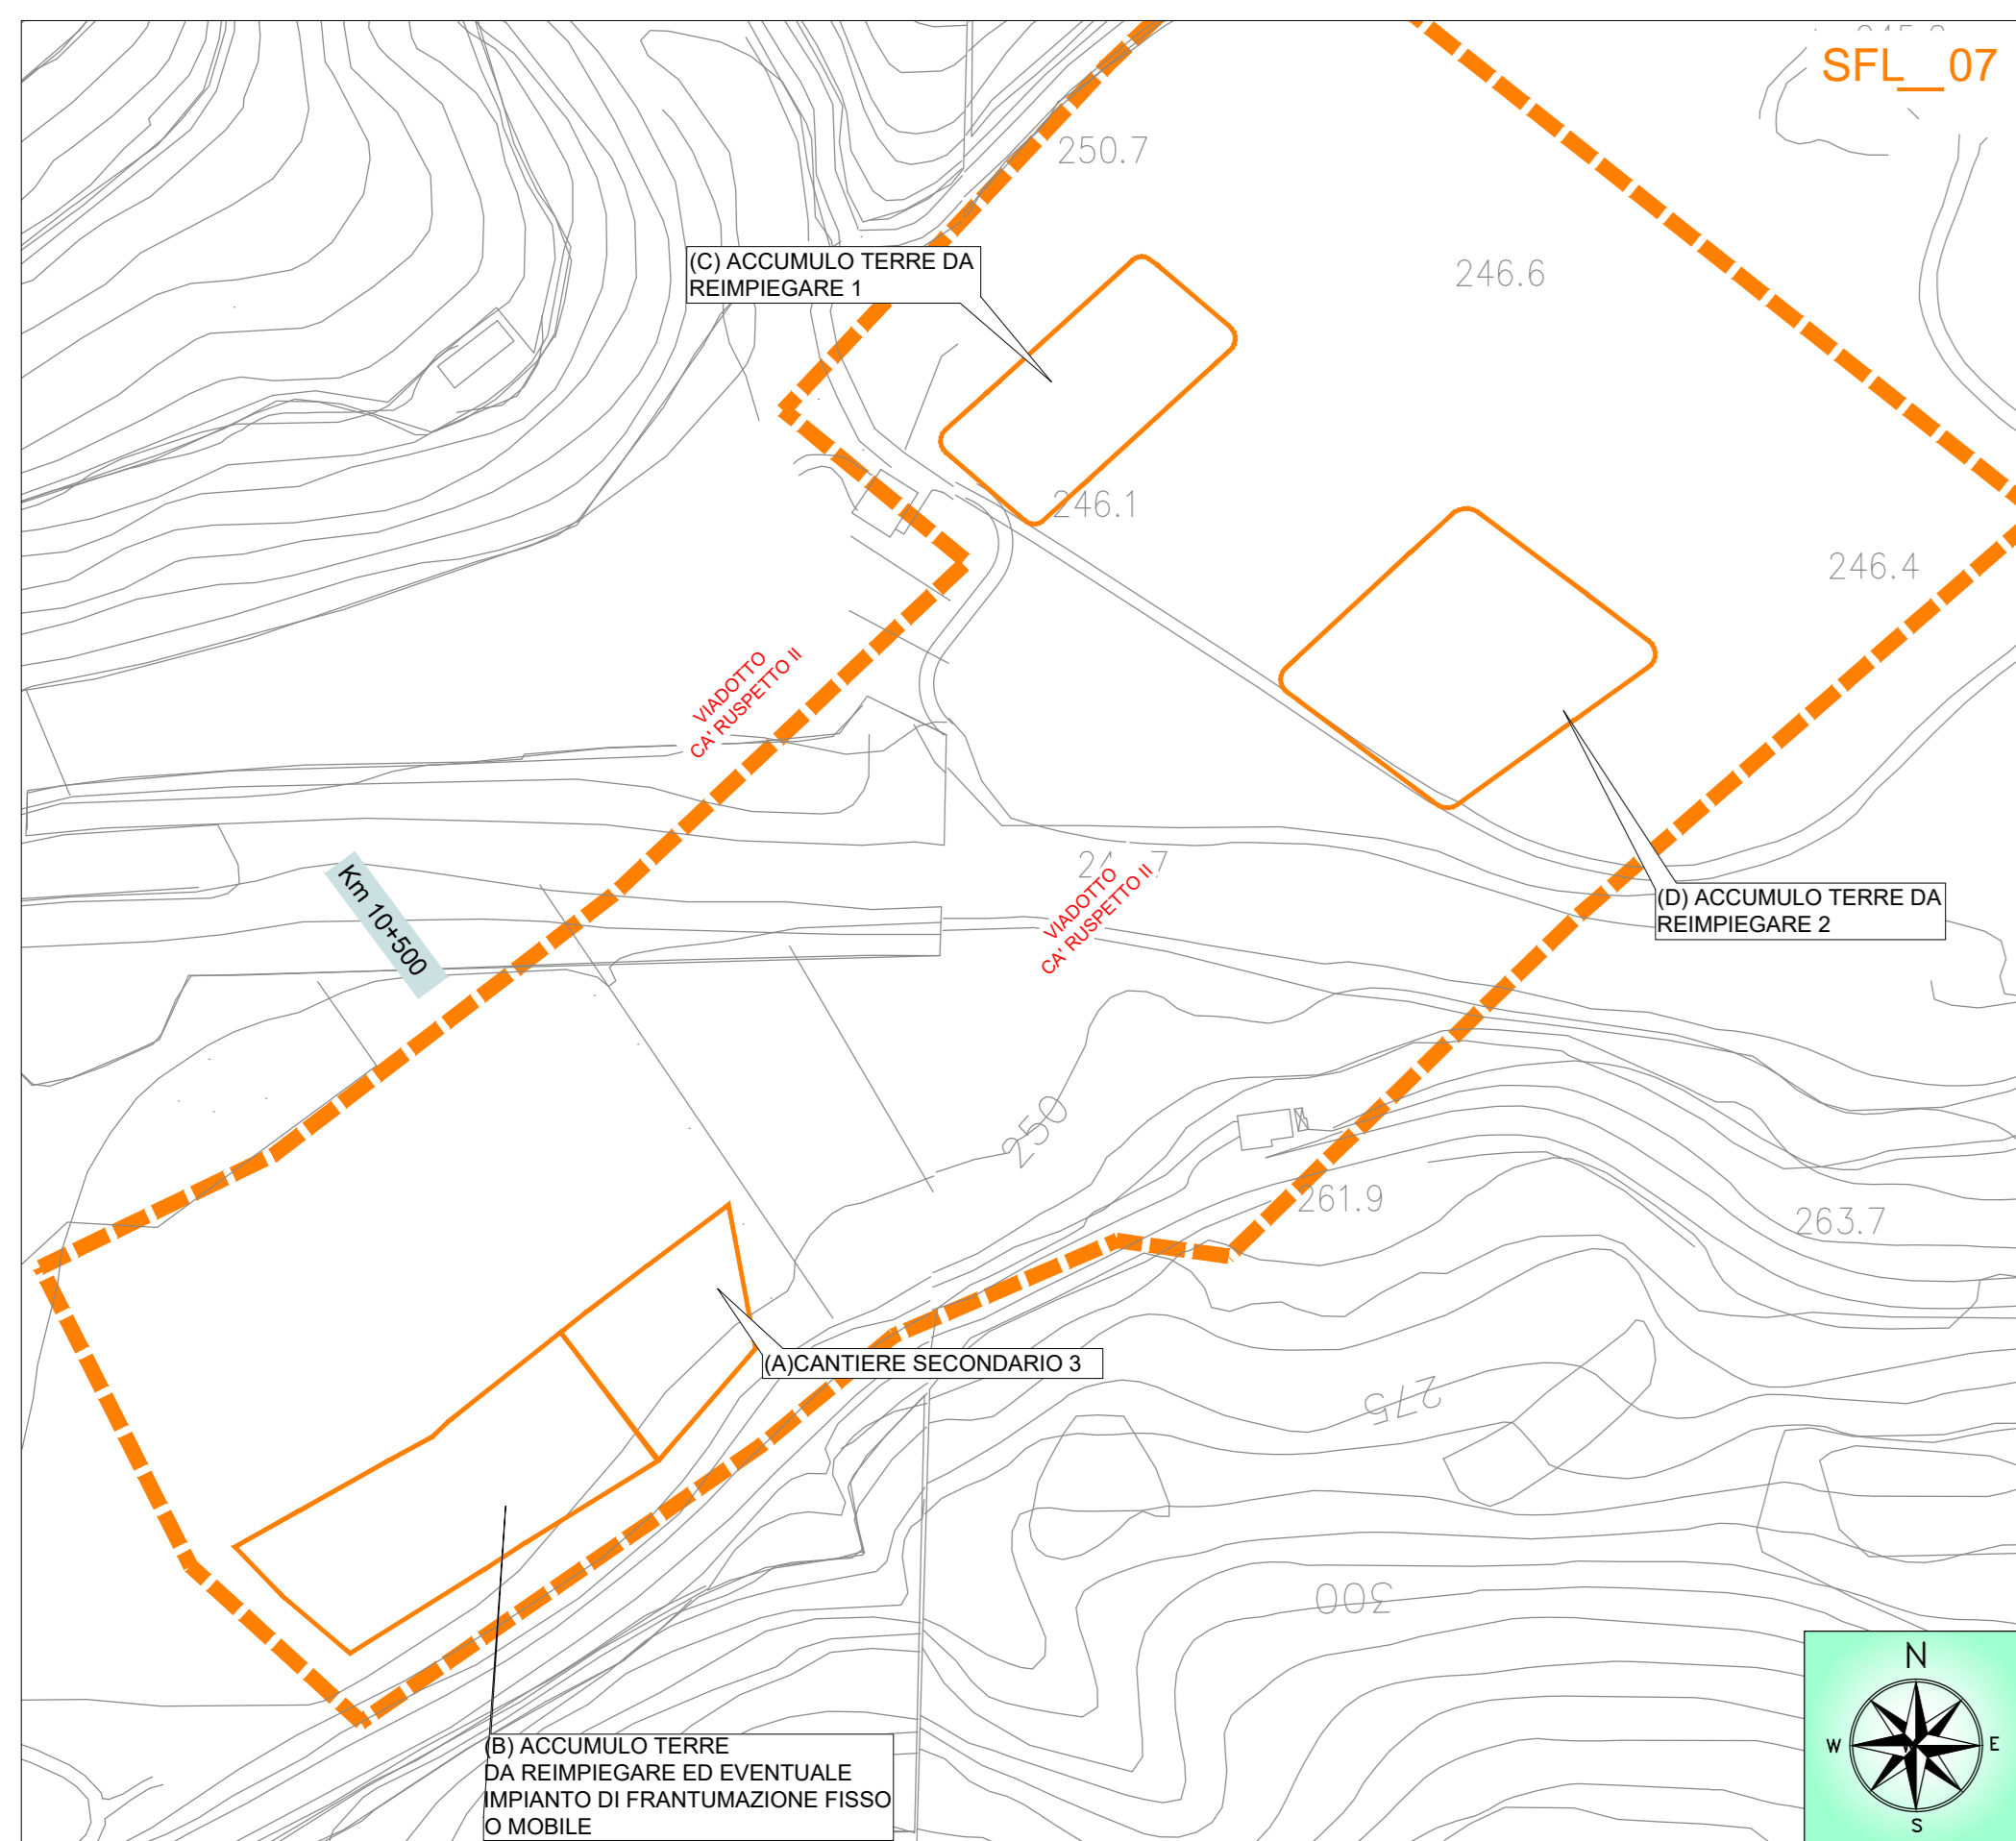 SFL__07
250.7
246.6
(C) ACCUMULO TERRE DA
REIMPIEGARE 1
246.1
246.4
VIADOTTO
CA' RUSPETTO II
Km 10+500
VIADOTTO
CA' RUSPETTO II
(D) ACCUMULO TERRE DA
REIMPIEGARE 2
250
261.9
263.7
(A)CANTIERE SECONDARIO 3
275
300
(B) ACCUMULO TERRE
DA REIMPIEGARE ED EVENTUALE
IMPIANTO DI FRANTUMAZIONE FISSO
O MOBILE
N
W
E
S